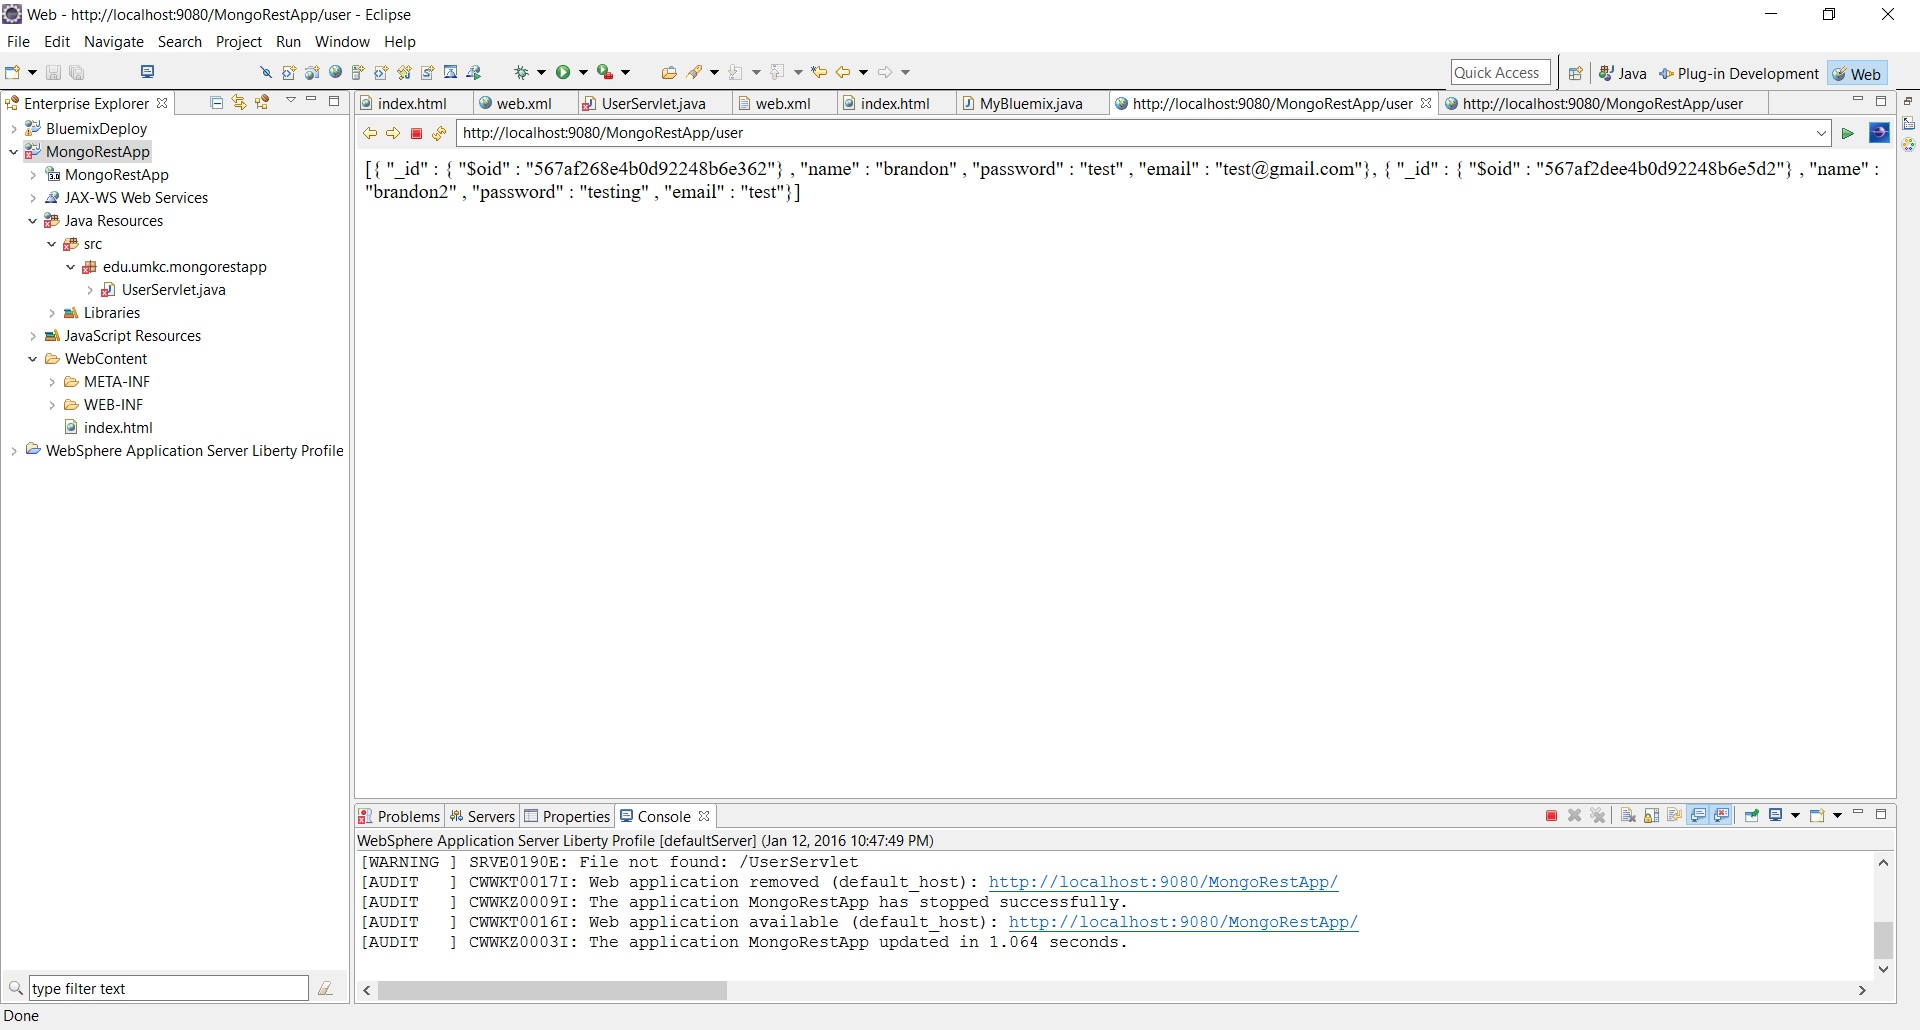 Web - http://localhost:9080/MongoRestApp/user - Eclipse
File Edit Navigate Search Project Run Window Help
Quick Access
Java
Plug-in Development
Web
Enterprise Explorer
BluemixDeploy
MongoRestApp
MongoRestApp
JAX-WS Web Services
Java Resources
src
edu.umkc.mongorestapp
UserServlet.java
Libraries
JavaScript Resources
WebContent
META-INF
WEB-INF
index.html
WebSphere Application Server Liberty Profile
type filter text
index.html web.xml UserServlet.java web.xml index.html MyBluemix.java http://localhost:9080/MongoRestApp/user http://localhost:9080/MongoRestApp/user
http://localhost:9080/MongoRestApp/user
[{ "_id" : { "$oid" : "567af268e4b0d92248b6e362"} , "name" : "brandon" , "password" : "test" , "email" : "test@gmail.com"}, { "_id" : { "$oid" : "567af2dee4b0d92248b6e5d2"} , "name" :
"brandon2" , "password" : "testing" , "email" : "test"}]
Problems Servers Properties Console
WebSphere Application Server Liberty Profile [defaultServer] (Jan 12, 2016 10:47:49 PM)
[WARNING ] SRVE0190E: File not found: /UserServlet
[AUDIT   ] CWWKT0017I: Web application removed (default_host): http://localhost:9080/MongoRestApp/
[AUDIT   ] CWWKZ0009I: The application MongoRestApp has stopped successfully.
[AUDIT   ] CWWKT0016I: Web application available (default_host): http://localhost:9080/MongoRestApp/
[AUDIT   ] CWWKZ0003I: The application MongoRestApp updated in 1.064 seconds.
Done